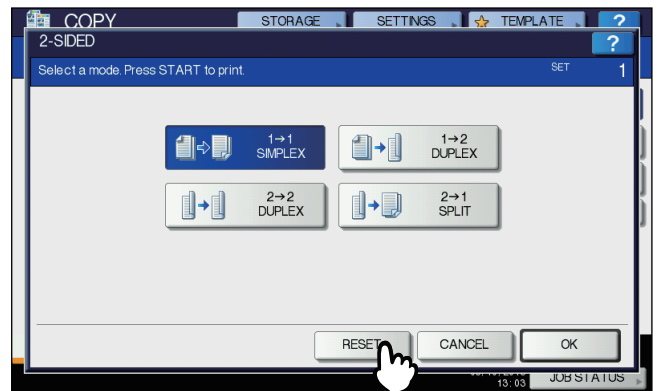 COPY STORAGE SETTINGS TEMPLATE ?
2-SIDED ?
Select a mode. Press START to print. SET 1
1→1
SIMPLEX
1→2
DUPLEX
2→2
DUPLEX
2→1
SPLIT
RESET CANCEL OK
13:03 JOB STATUS